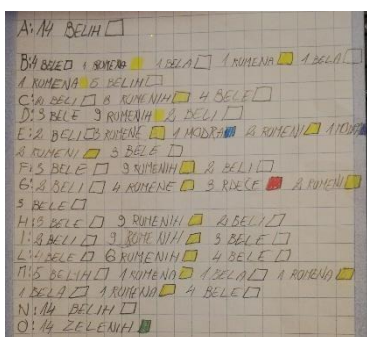 A: 14 BELIH
B: 4 BELE 1 RUMENA 1 BELA 1 RUMENA 1 BELA
1 RUMENA 5 BELIH
C: 2 BELI 8 RUMENIH 4 BELE
D: 3 BELE 9 RUMENIH 2 BELI
E: 2 BELI 3 RUMENE 1 MODRA 2 RUMENI 1 MODRA
2 RUMENI 3 BELE
F: 3 BELE 9 RUMENIH 2 BELI
G: 2 BELI 4 RUMENE 3 RDEČE 2 RUMENI
3 BELE
H: 3 BELE 9 RUMENIH 2 BELI
I: 2 BELI 9 RUMENIH 3 BELE
L: 4 BELE 6 RUMENIH 4 BELE
M: 5 BELIH 1 RUMENA 1 BELA 1 RUMENA
1 BELA 1 RUMENA 4 BELE
N: 14 BELIH
O: 14 ZELENIH